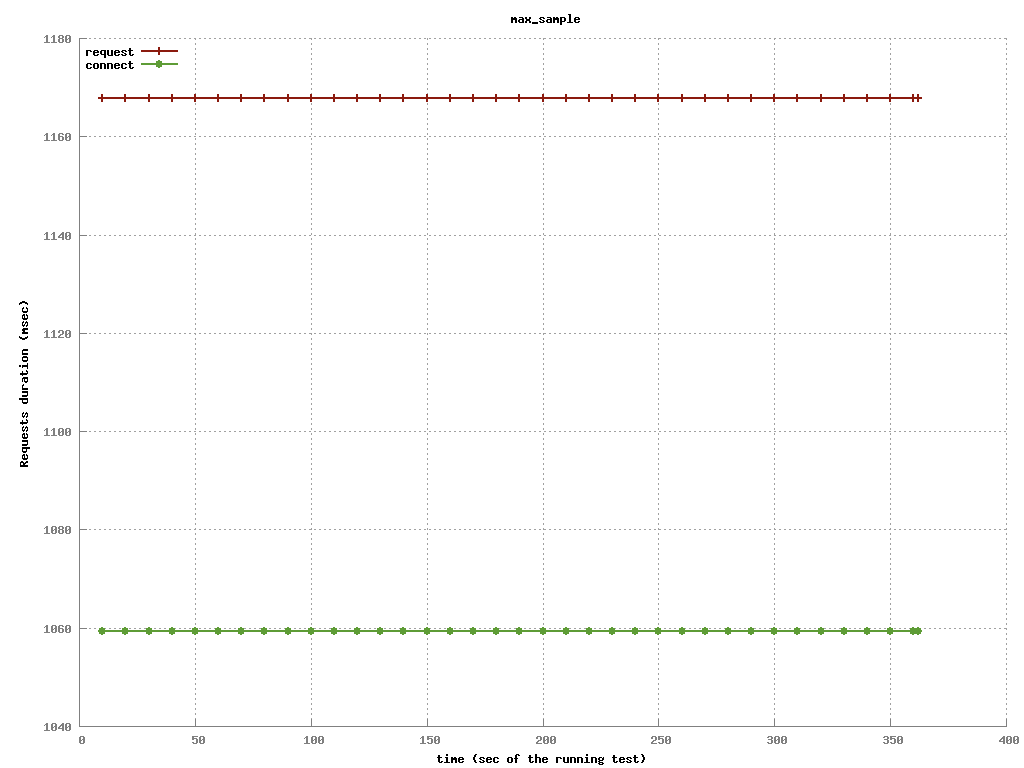 max_sample
1180
request
connect
1160
1140
1120
1100
1080
1060
1040
Requests duration (msec)
0 50 100 150 200 250 300 350 400
time (sec of the running test)